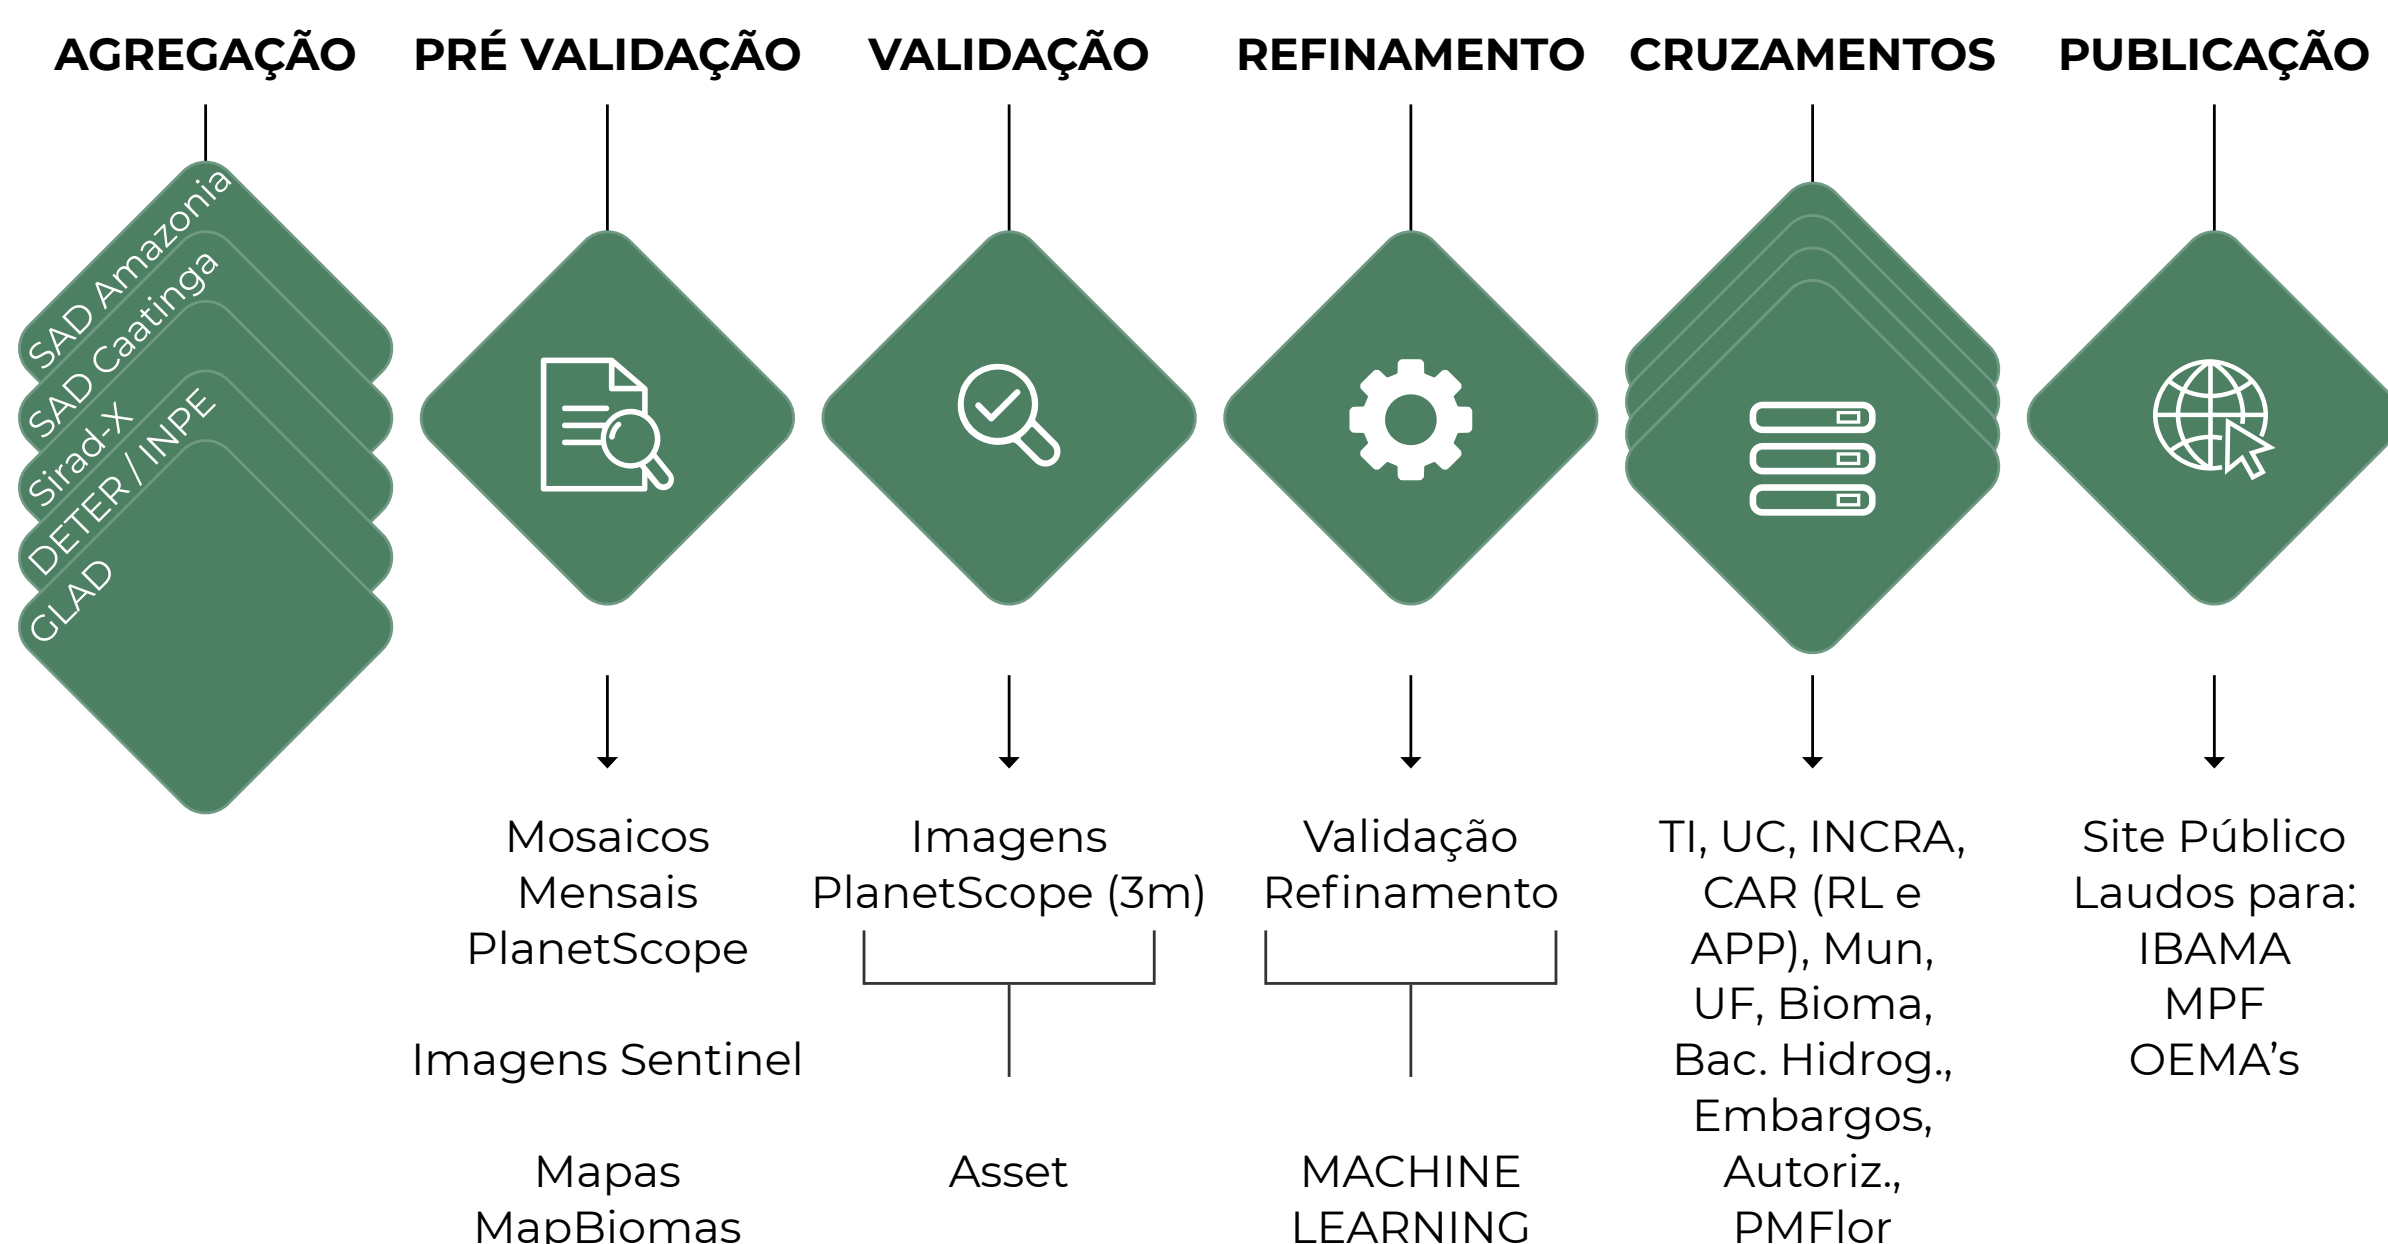 AGREGAÇÃO
PRÉ VALIDAÇÃO
VALIDAÇÃO
REFINAMENTO
CRUZAMENTOS
PUBLICAÇÃO
SAD Amazonia
SAD Caatinga
Sirad-X
DETER / INPE
GLAD
Mosaicos
Mensais
PlanetScope
Imagens Sentinel
Mapas
MapBiomas
Imagens
PlanetScope (3m)
Asset
Validação
Refinamento
MACHINE
LEARNING
TI, UC, INCRA,
CAR (RL e
APP), Mun,
UF, Bioma,
Bac. Hidrog.,
Embargos,
Autoriz.,
PMFlor
Site Público
Laudos para:
IBAMA
MPF
OEMA’s